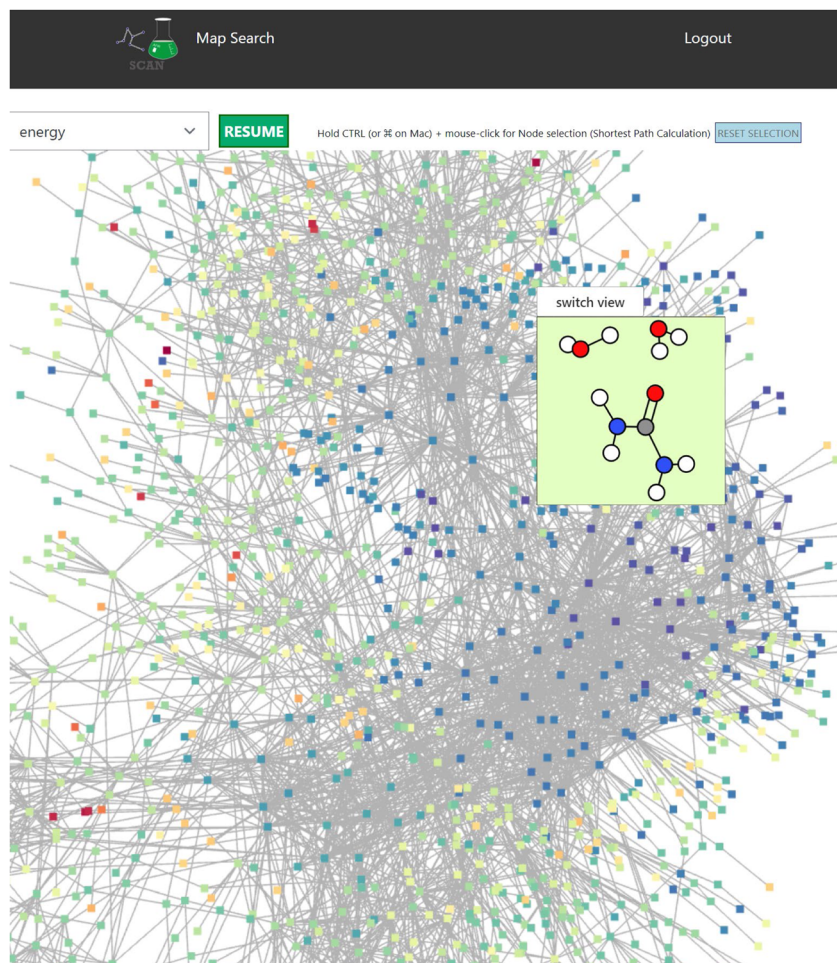 Map Search
Logout
SCAN
energy
RESUME
Hold CTRL (or ⌘ on Mac) + mouse-click for Node selection (Shortest Path Calculation)
RESET SELECTION
switch view